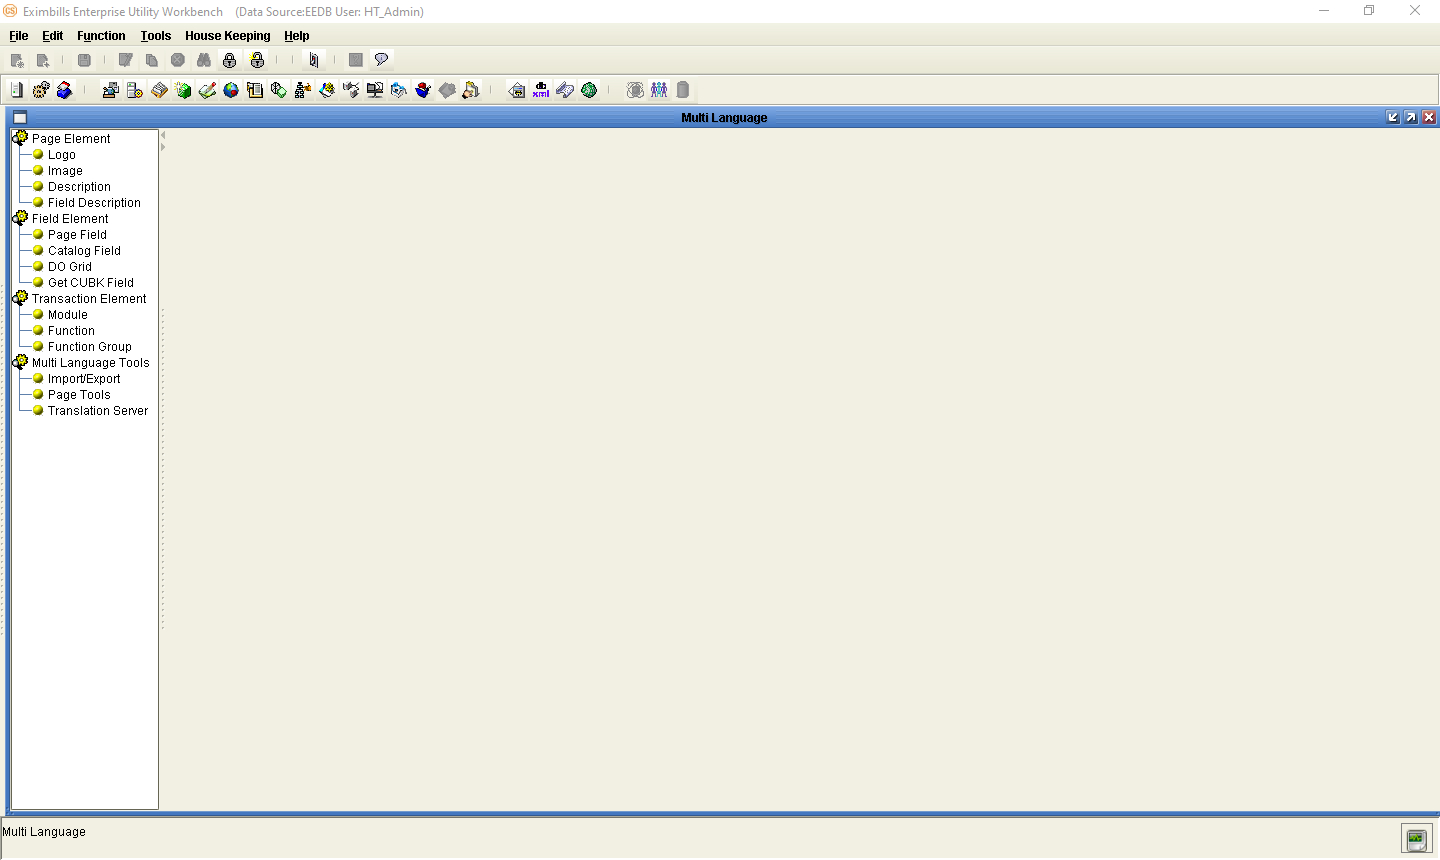 Eximbills Enterprise Utility Workbench (Data Source:EEDB User: HT_Admin)
File Edit Function Tools House Keeping Help
Multi Language
Page Element
Logo
Image
Description
Field Description
Field Element
Page Field
Catalog Field
DO Grid
Get CUBK Field
Transaction Element
Module
Function
Function Group
Multi Language Tools
Import/Export
Page Tools
Translation Server
Multi Language